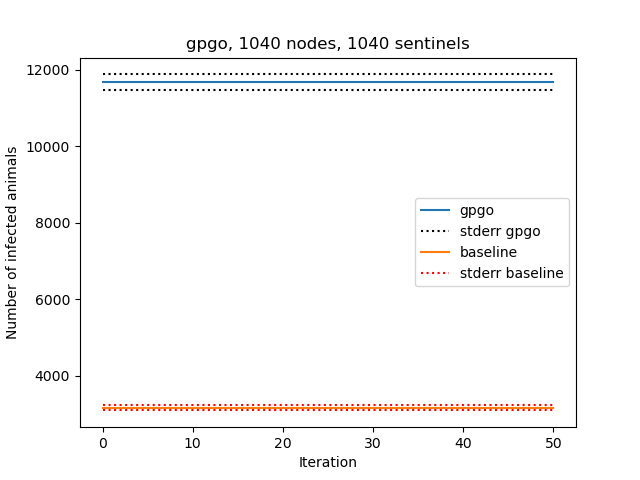 gpgo, 1040 nodes, 1040 sentinels
12000
10000
8000
6000
4000
Number of infected animals
gpgo
stderr gpgo
baseline
stderr baseline
0 10 20 30 40 50
Iteration